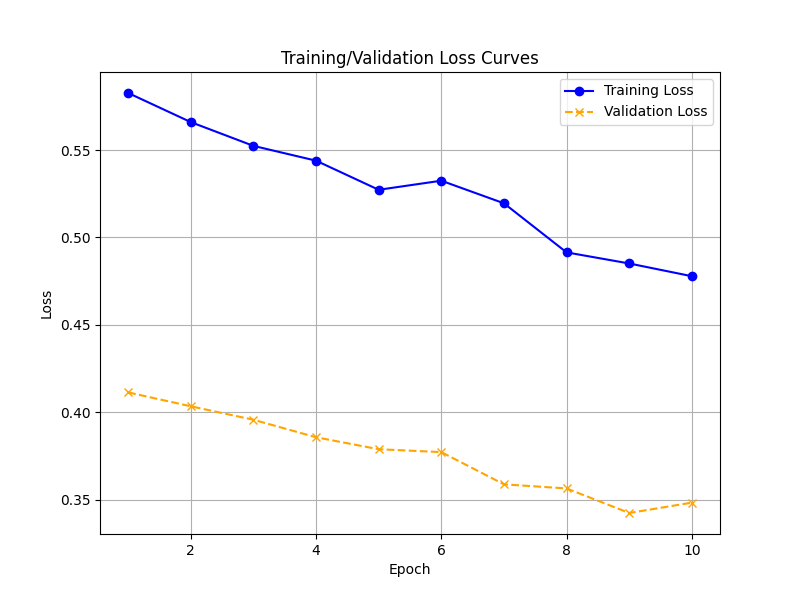 Training/Validation Loss Curves
Training Loss
Validation Loss
0.55
0.50
0.45
0.40
0.35
Loss
2
4
6
8
10
Epoch